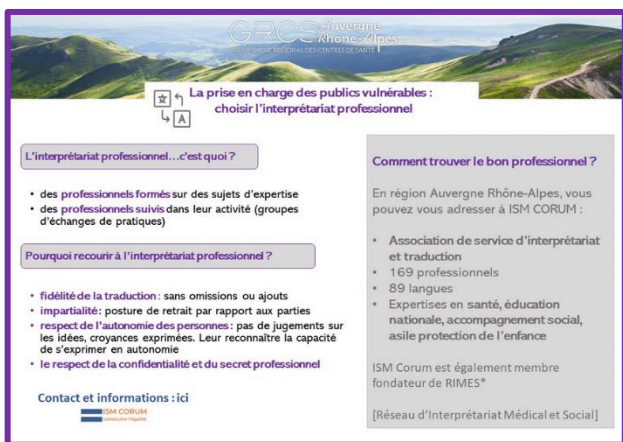 GRCS Auvergne
Rhône-Alpes
GROUPEMENT RÉGIONAL DES CENTRES DE SANTÉ
La prise en charge des publics vulnérables :
choisir l'interprétariat professionnel
A
L'interprétariat professionnel…c'est quoi ?
• des professionnels formés sur des sujets d'expertise
• des professionnels suivis dans leur activité (groupes
d'échanges de pratiques)
Pourquoi recourir à l'interprétariat professionnel ?
• fidélité de la traduction : sans omissions ou ajouts
• impartialité : posture de retrait par rapport aux parties
• respect de l'autonomie des personnes : pas de jugements sur
les idées, croyances exprimées. Leur reconnaître la capacité
de s'exprimer en autonomie
• le respect de la confidentialité et du secret professionnel
Contact et informations : ici
ISM CORUM
construire l'égalité
Comment trouver le bon professionnel ?
En région Auvergne Rhône-Alpes, vous
pouvez vous adresser à ISM CORUM :
• Association de service d'interprétariat
et traduction
• 169 professionnels
• 89 langues
• Expertises en santé, éducation
nationale, accompagnement social,
asile protection de l'enfance
ISM Corum est également membre
fondateur de RIMES*
[Réseau d'Interprétariat Médical et Social]